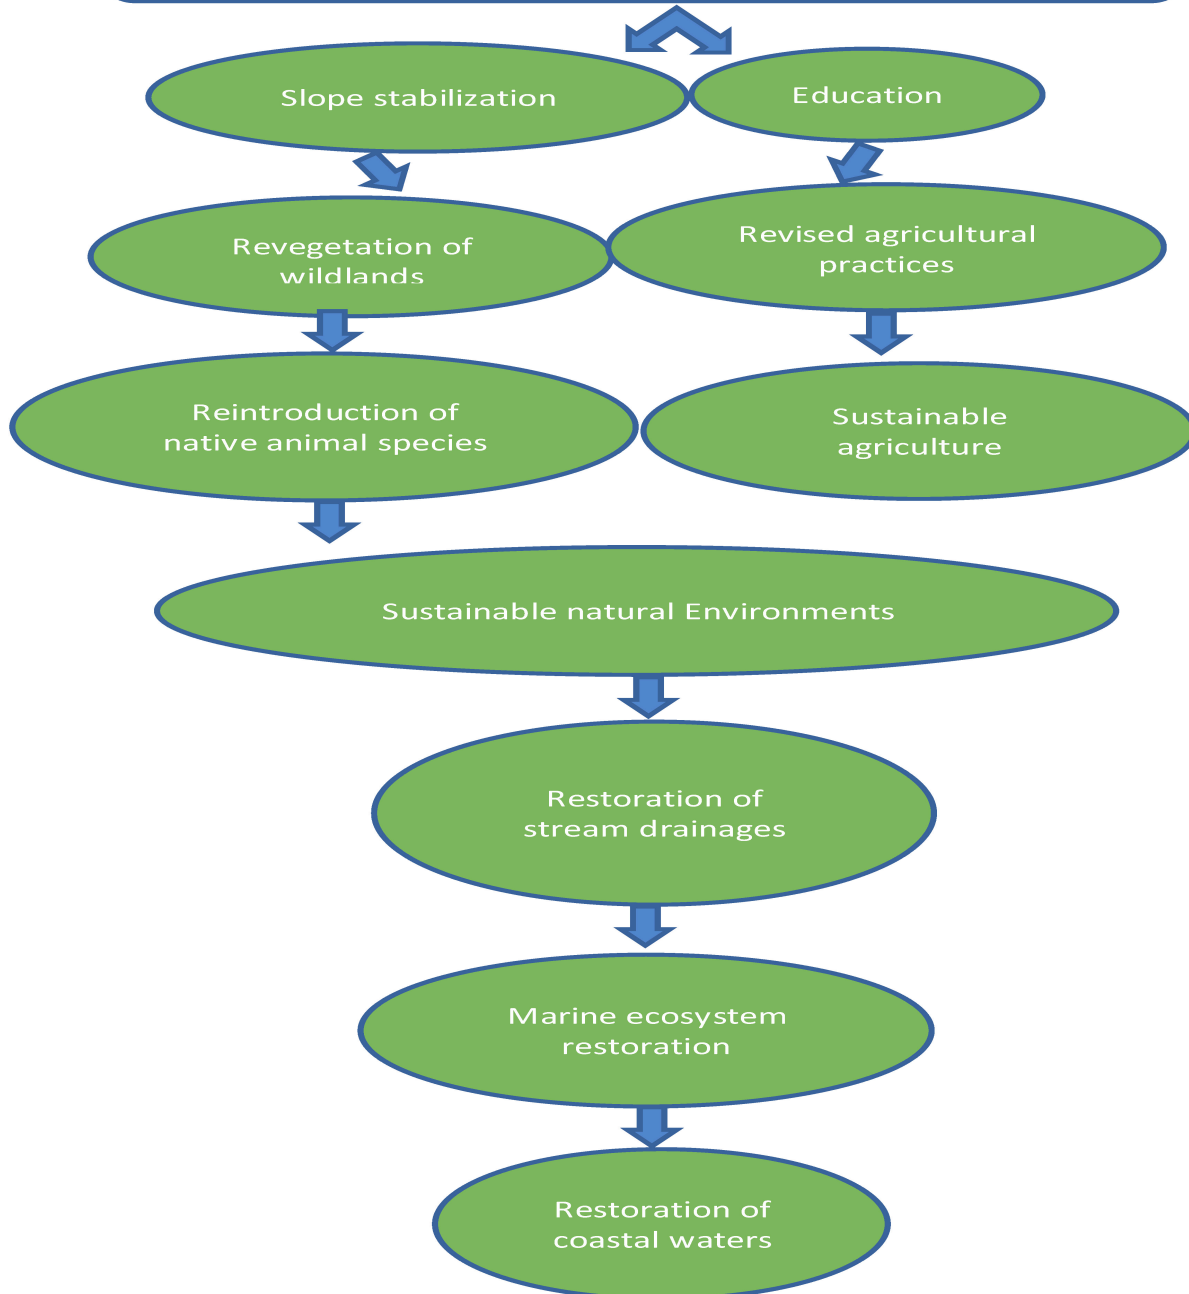 Slope stabilization
Education
Revegetation of
wildlands
Revised agricultural
practices
Reintroduction of
native animal species
Sustainable
agriculture
Sustainable natural Environments
Restoration of
stream drainages
Marine ecosystem
restoration
Restoration of
coastal waters